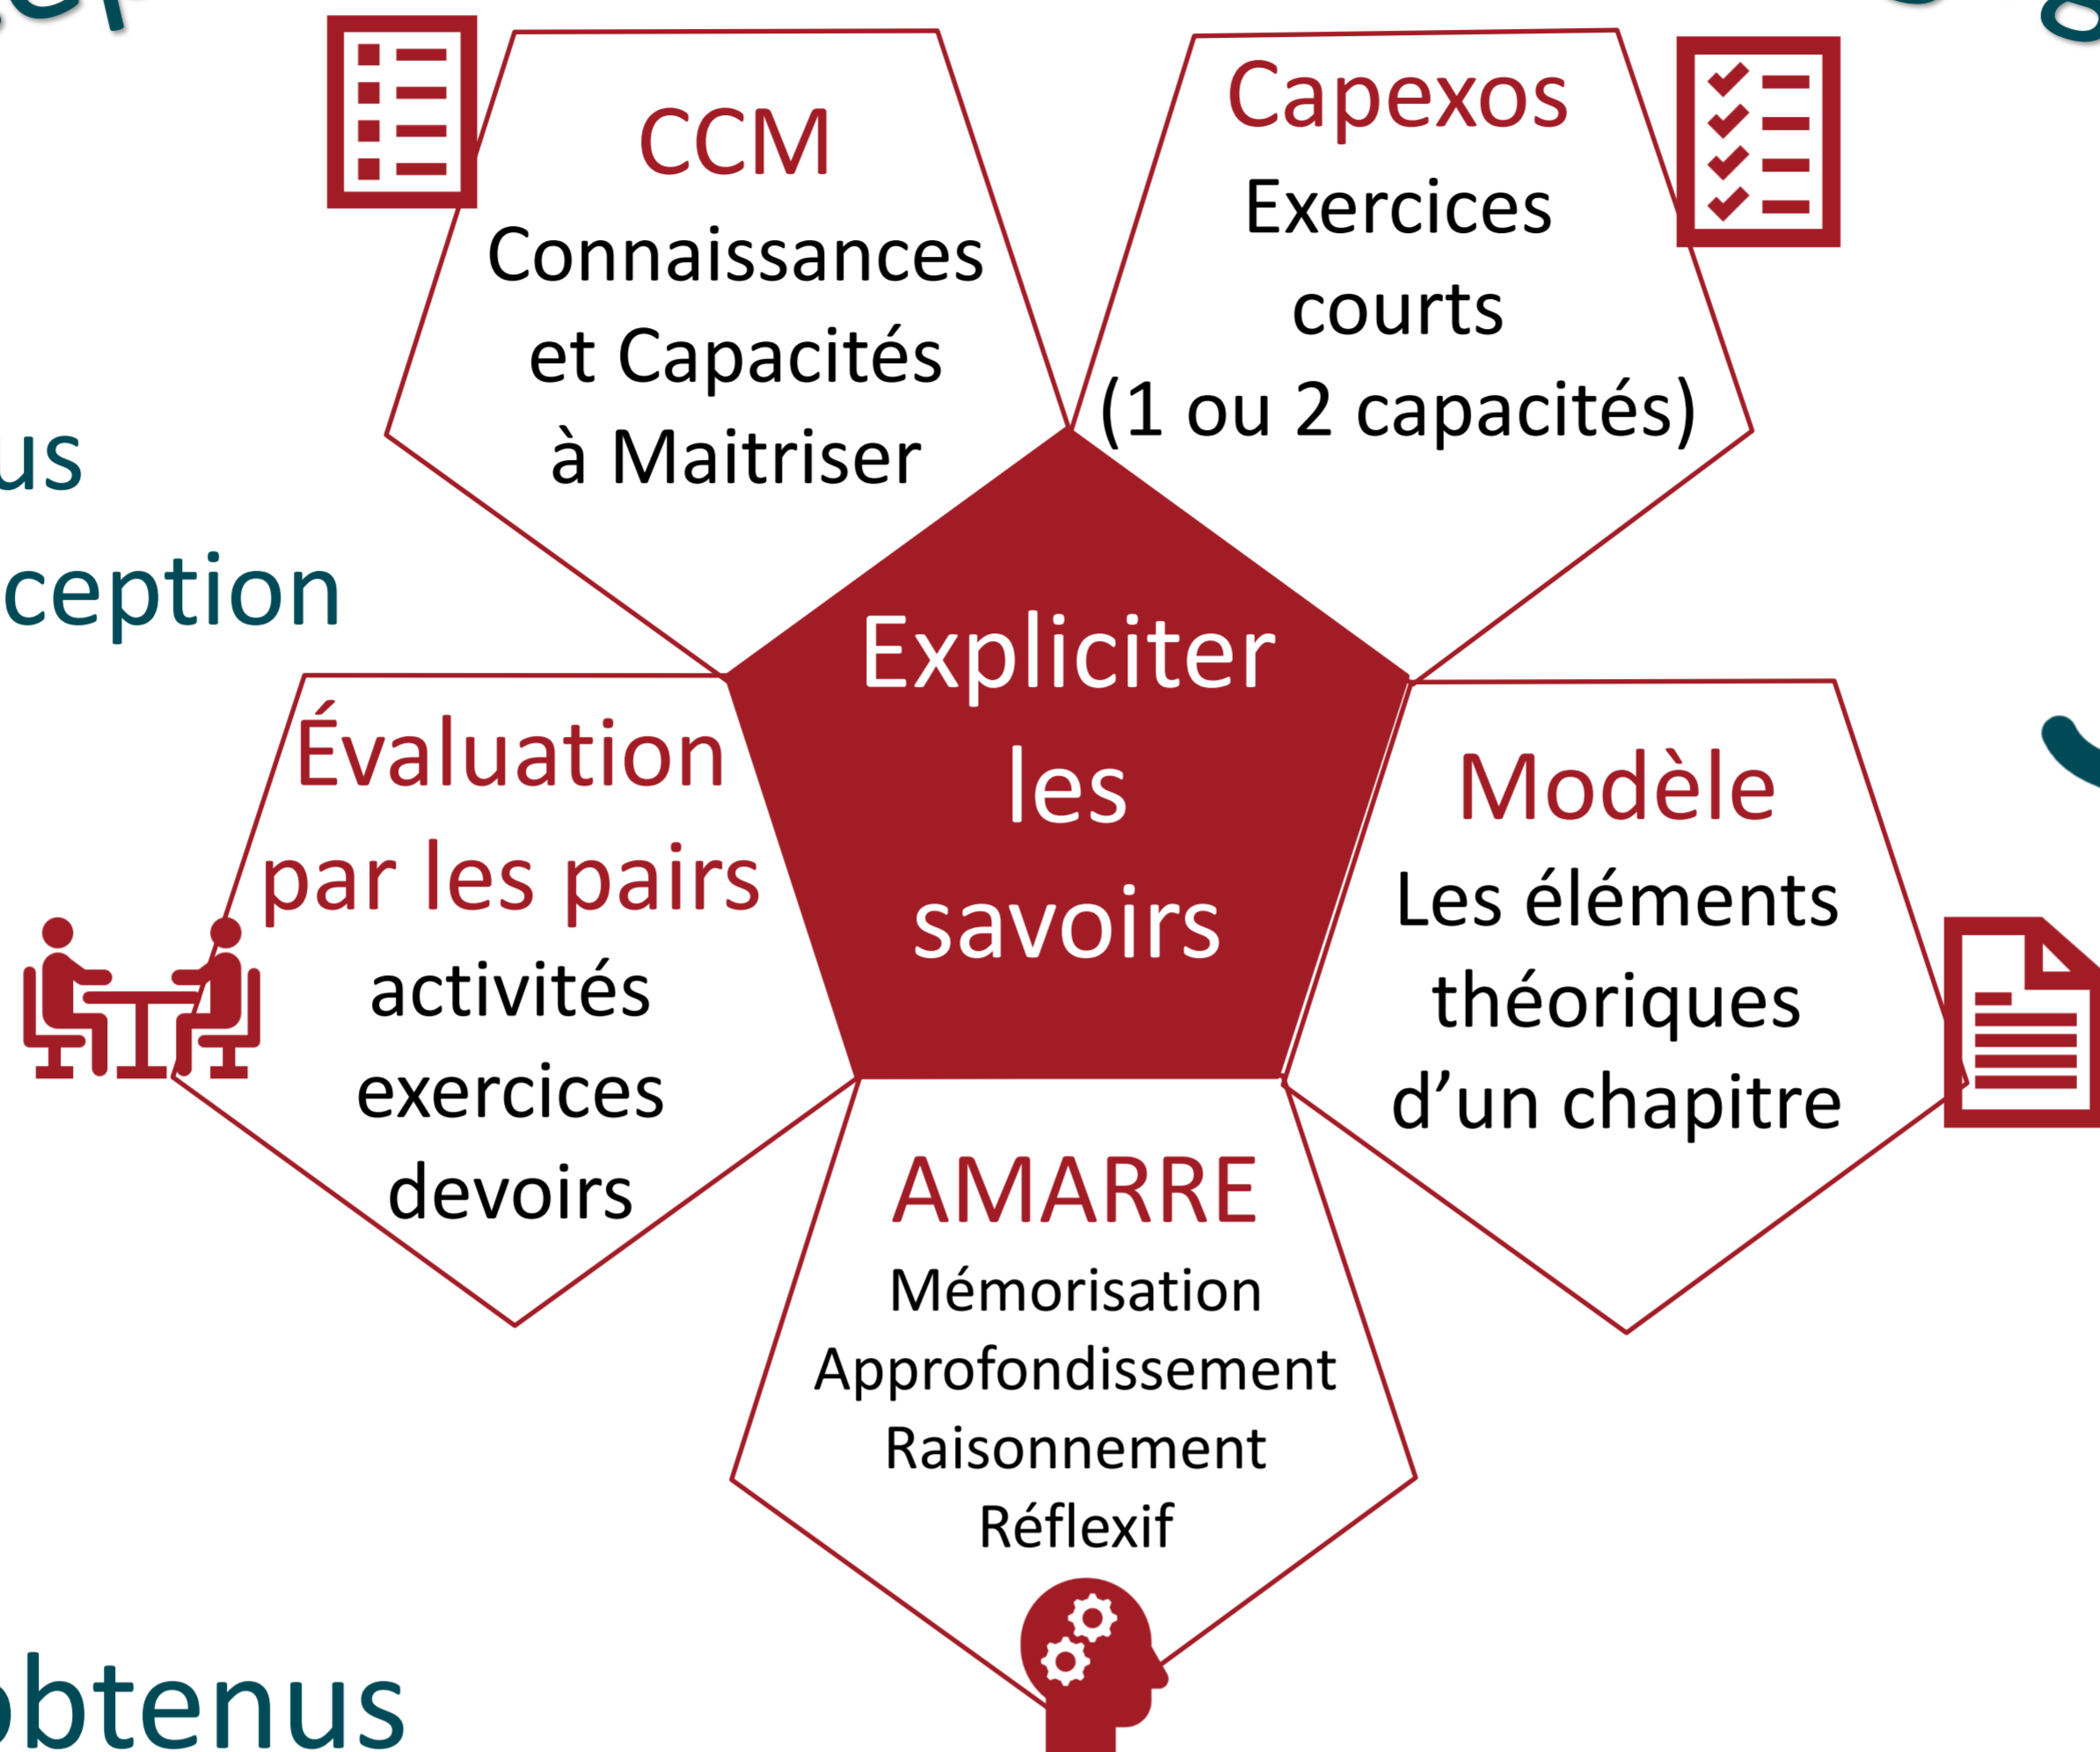 CCM
Connaissances
et Capacités
à Maitriser
Capexos
Exercices
courts
(1 ou 2 capacités)
Expliciter
les
savoirs
Évaluation
par les pairs
activités
exercices
devoirs
Modèle
Les éléments
théoriques
d’un chapitre
AMARRE
Mémorisation
Approfondissement
Raisonnement
Réflexif
us
ception
btenus